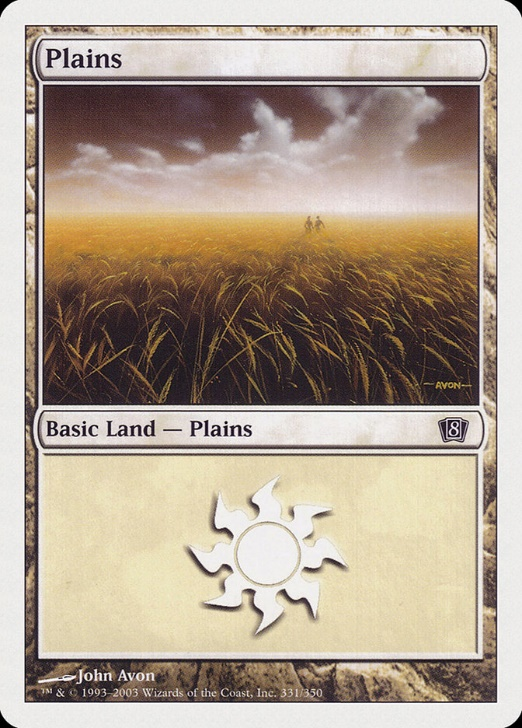 Plains
AVON
Basic Land — Plains
8
John Avon
™ & © 1993–2003 Wizards of the Coast, Inc. 331/350